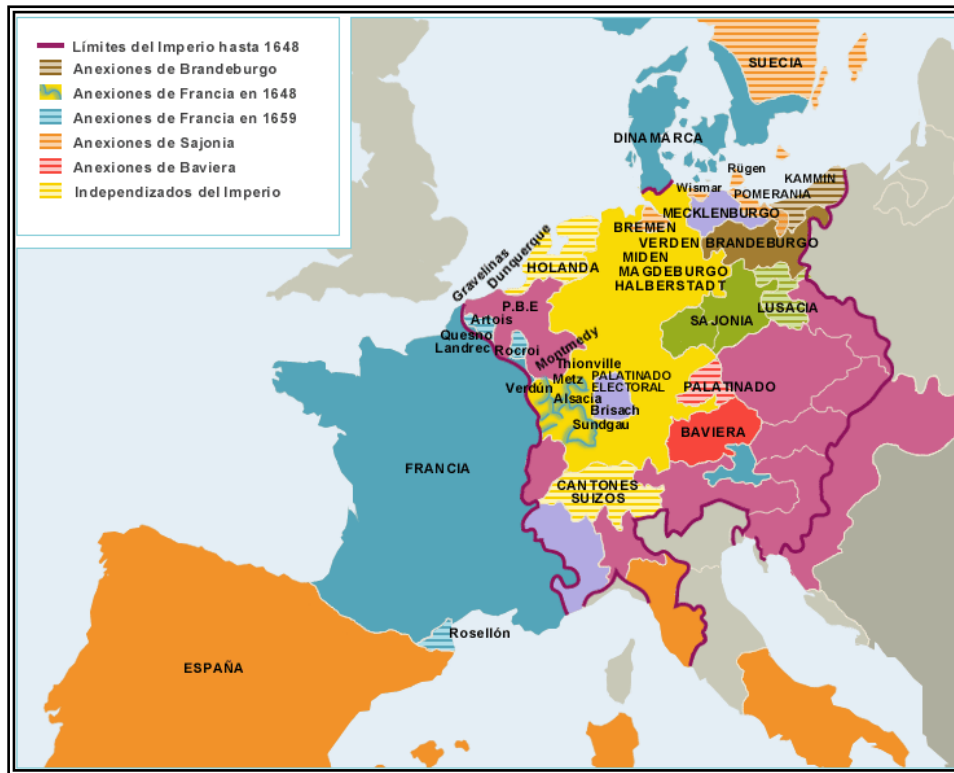 Límites del Imperio hasta 1648
Anexiones de Brandeburgo
Anexiones de Francia en 1648
Anexiones de Francia en 1659
Anexiones de Sajonia
Anexiones de Baviera
Independizados del Imperio
SUECIA
DINAMARCA
Rügen
KAMMIN
Wismar
POMERANIA
MECKLENBURGO
BREMEN
VERDEN
BRANDEBURGO
MIDEN
MAGDEBURGO
HALBERSTADT
Gravelinas
Dunquerque
HOLANDA
LUSACIA
SAJONIA
P.B.E
Artois
Quesno
Landrec
Rocroi
Montmedy
Thionville
Metz
PALATINADO
ELECTORAL
Verdún
Alsacia
Brisach
Sundgau
PALATINADO
BAVIERA
FRANCIA
CANTONES
SUIZOS
Rosellón
ESPAÑA